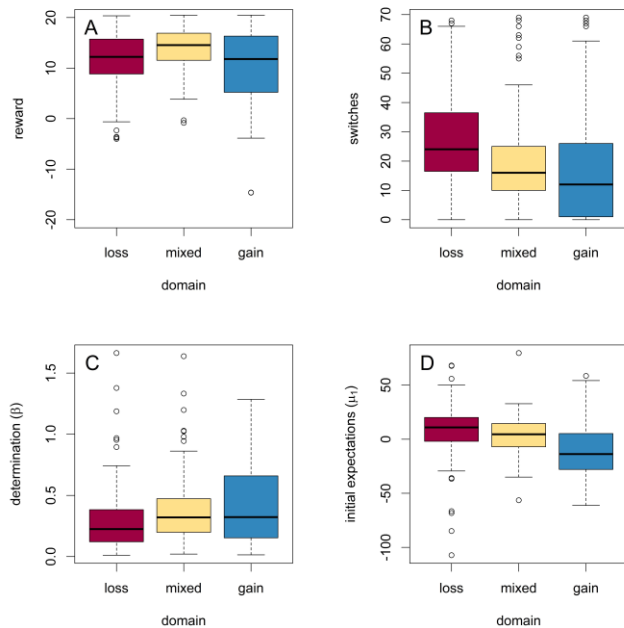 A
reward
20
10
0
-10
-20
loss mixed gain
domain
B
switches
70
60
50
40
30
20
10
0
loss mixed gain
domain
C
determination (β)
1.5
1.0
0.5
0.0
loss mixed gain
domain
D
initial expectations (μ₁)
50
0
-50
-100
loss mixed gain
domain